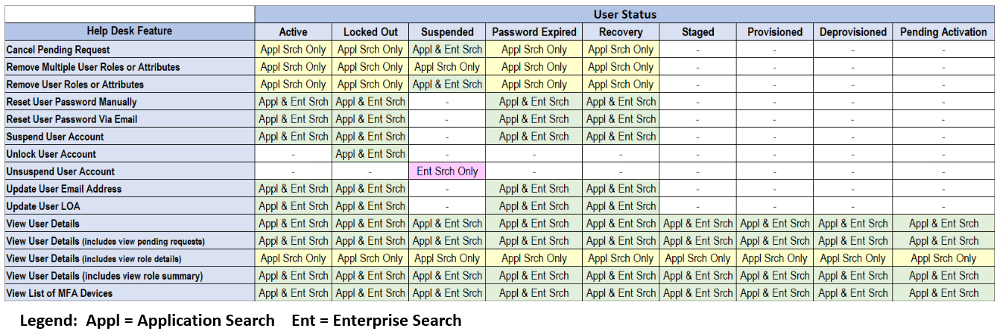 User Status
Help Desk Feature Active Locked Out Suspended Password Expired Recovery Staged Provisioned Deprovisioned Pending Activation
Cancel Pending Request Appl Srch Only Appl Srch Only Appl & Ent Srch Appl Srch Only Appl Srch Only - - - -
Remove Multiple User Roles or Attributes Appl Srch Only Appl Srch Only Appl Srch Only Appl Srch Only Appl Srch Only - - - -
Remove User Roles or Attributes Appl Srch Only Appl Srch Only Appl & Ent Srch Appl Srch Only Appl Srch Only - - - -
Reset User Password Manually Appl & Ent Srch Appl & Ent Srch - Appl & Ent Srch Appl & Ent Srch - - - -
Reset User Password Via Email Appl & Ent Srch Appl & Ent Srch - Appl & Ent Srch Appl & Ent Srch - - - -
Suspend User Account Appl & Ent Srch Appl & Ent Srch - Appl & Ent Srch Appl & Ent Srch - - - -
Unlock User Account - Appl & Ent Srch - - - - - - -
Unsuspend User Account - - Ent Srch Only - - - - - -
Update User Email Address Appl & Ent Srch Appl & Ent Srch - Appl & Ent Srch Appl & Ent Srch - - - -
Update User LOA Appl & Ent Srch Appl & Ent Srch - Appl & Ent Srch Appl & Ent Srch - - - -
View User Details Appl & Ent Srch Appl & Ent Srch Appl & Ent Srch Appl & Ent Srch Appl & Ent Srch Appl & Ent Srch Appl & Ent Srch Appl & Ent Srch Appl & Ent Srch
View User Details (includes view pending requests) Appl & Ent Srch Appl & Ent Srch Appl & Ent Srch Appl & Ent Srch Appl & Ent Srch Appl & Ent Srch Appl & Ent Srch Appl & Ent Srch Appl & Ent Srch
View User Details (includes view role details) Appl Srch Only Appl Srch Only Appl Srch Only Appl Srch Only Appl Srch Only Appl Srch Only Appl Srch Only Appl Srch Only Appl Srch Only
View User Details (includes view role summary) Appl & Ent Srch Appl & Ent Srch Appl & Ent Srch Appl & Ent Srch Appl & Ent Srch Appl & Ent Srch Appl & Ent Srch Appl & Ent Srch Appl & Ent Srch
View List of MFA Devices Appl & Ent Srch Appl & Ent Srch Appl & Ent Srch Appl & Ent Srch Appl & Ent Srch Appl & Ent Srch Appl & Ent Srch Appl & Ent Srch Appl & Ent Srch
Legend: Appl = Application Search Ent = Enterprise Search